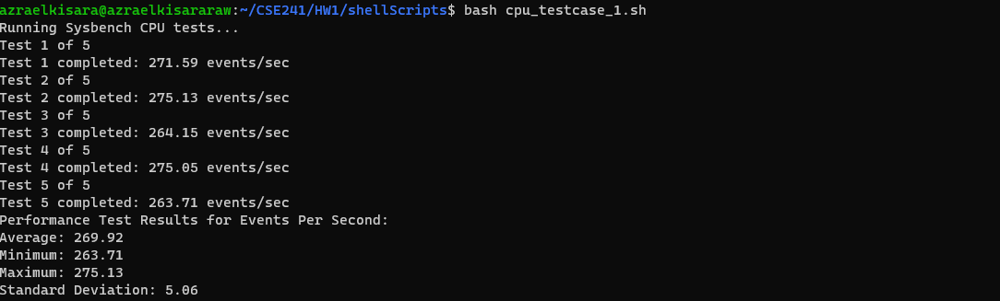 azraelkisara@azraelkisararaw:~/CSE241/HW1/shellScripts$ bash cpu_testcase_1.sh
Running Sysbench CPU tests...
Test 1 of 5
Test 1 completed: 271.59 events/sec
Test 2 of 5
Test 2 completed: 275.13 events/sec
Test 3 of 5
Test 3 completed: 264.15 events/sec
Test 4 of 5
Test 4 completed: 275.05 events/sec
Test 5 of 5
Test 5 completed: 263.71 events/sec
Performance Test Results for Events Per Second:
Average: 269.92
Minimum: 263.71
Maximum: 275.13
Standard Deviation: 5.06